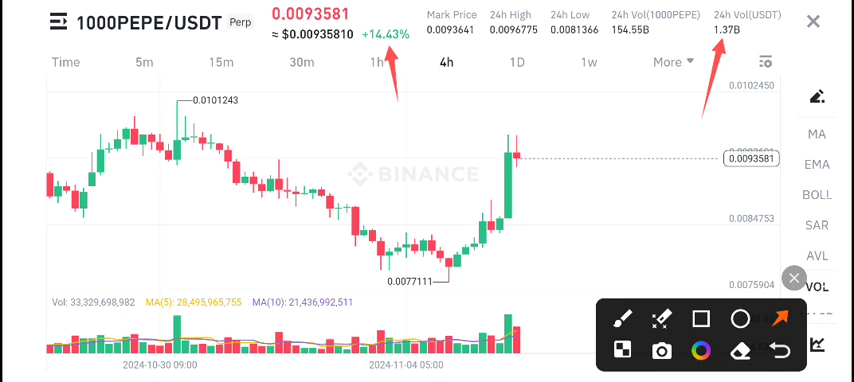 1000PEPE/USDT Perp
0.0093581
≈ $0.00935810 +14.43%
Mark Price 24h High 24h Low 24h Vol(1000PEPE) 24h Vol(USDT)
0.0093641 0.0096775 0.0081366 154.55B 1.37B
Time 5m 15m 30m 1h 4h 1D 1w More
0.0102450
0.0101243
MA
0.0093581
EMA
BINANCE
BOLL
0.0084753
SAR
AVL
0.0077111
0.0075904
VOL
Vol: 33,329,698,982 MA(5): 28,495,965,755 MA(10): 21,436,992,511
2024-10-30 09:00 2024-11-04 05:00